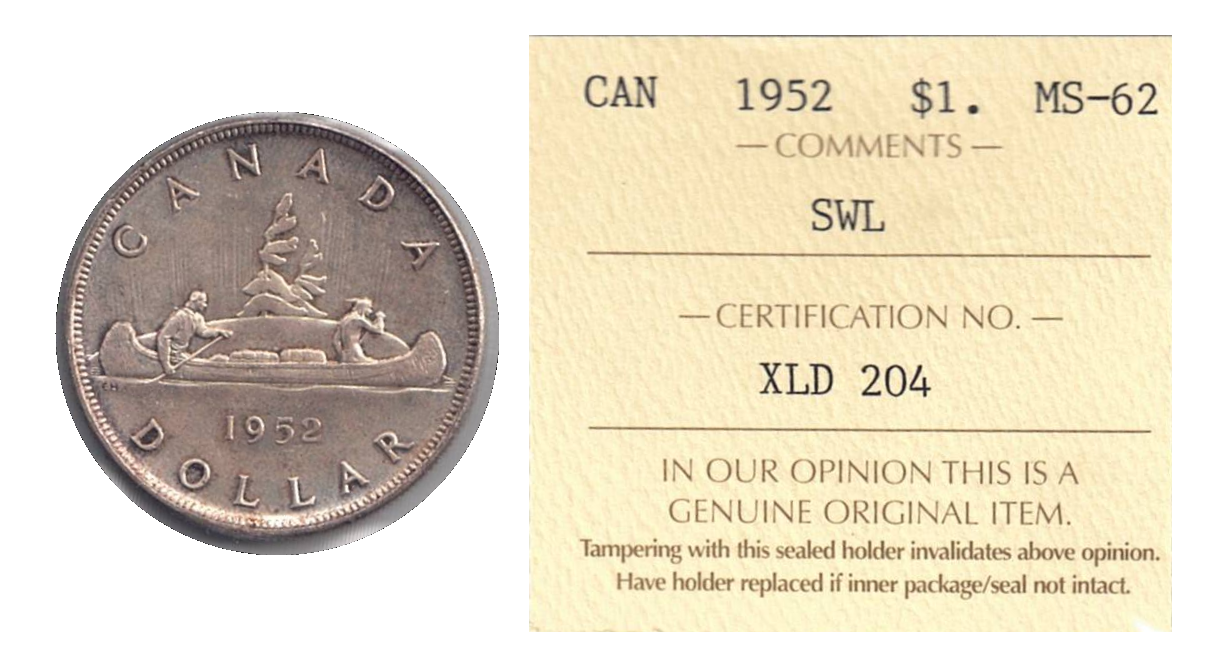 CANADA
EH
1952
DOLLAR
CAN 1952 $1. MS-62
— COMMENTS —
SWL
— CERTIFICATION NO. —
XLD 204
IN OUR OPINION THIS IS A
GENUINE ORIGINAL ITEM.
Tampering with this sealed holder invalidates above opinion.
Have holder replaced if inner package/seal not intact.